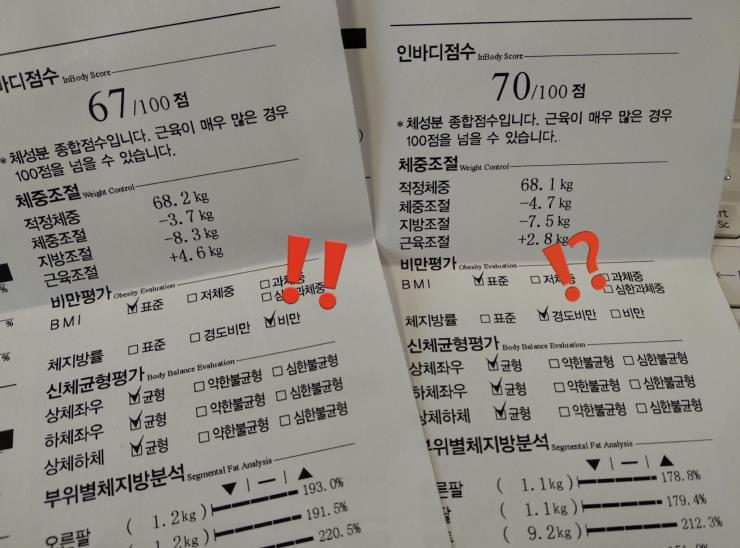 바디점수 InBody Score
67/100 점
* 체성분 종합점수입니다. 근육이 매우 많은 경우
100점을 넘을 수 있습니다.
체중조절 Weight Control
적정체중 68.2 kg
체중조절 -3.7 kg
지방조절 -8.3 kg
근육조절 +4.6 kg
비만평가 Obesity Evaluation
BMI ☑표준 □저체중 □과체중
체지방률 □표준 □경도비만 ☑비만
신체균형평가 Body Balance Evaluation
상체좌우 ☑균형 □약한불균형 □심한불균형
하체좌우 ☑균형 □약한불균형 □심한불균형
상체하체 ☑균형 □약한불균형 □심한불균형
부위별체지방분석 Segmental Fat Analysis
▼ — ▲
오른팔 ( 1.2kg ) 193.0%
( 1.2kg ) 191.5%
220.5%
%
%
%
‼
인바디점수 InBody Score
70/100 점
* 체성분 종합점수입니다. 근육이 매우 많은 경우
100점을 넘을 수 있습니다.
체중조절 Weight Control
적정체중 68.1 kg
체중조절 -4.7 kg
지방조절 -7.5 kg
근육조절 +2.8 kg
비만평가 Obesity Evaluation
BMI ☑표준 □저체중 □과체중
□심한과체중
체지방률 □표준 ☑경도비만 □비만
신체균형평가 Body Balance Evaluation
상체좌우 ☑균형 □약한불균형 □심한불균형
하체좌우 ☑균형 □약한불균형 □심한불균형
상체하체 ☑균형 □약한불균형 □심한불균형
부위별체지방분석 Segmental Fat Analysis
▼ — ▲
른팔 ( 1.1kg ) 178.8%
( 1.1kg ) 179.4%
( 9.2kg ) 212.3%
⁉
Sc